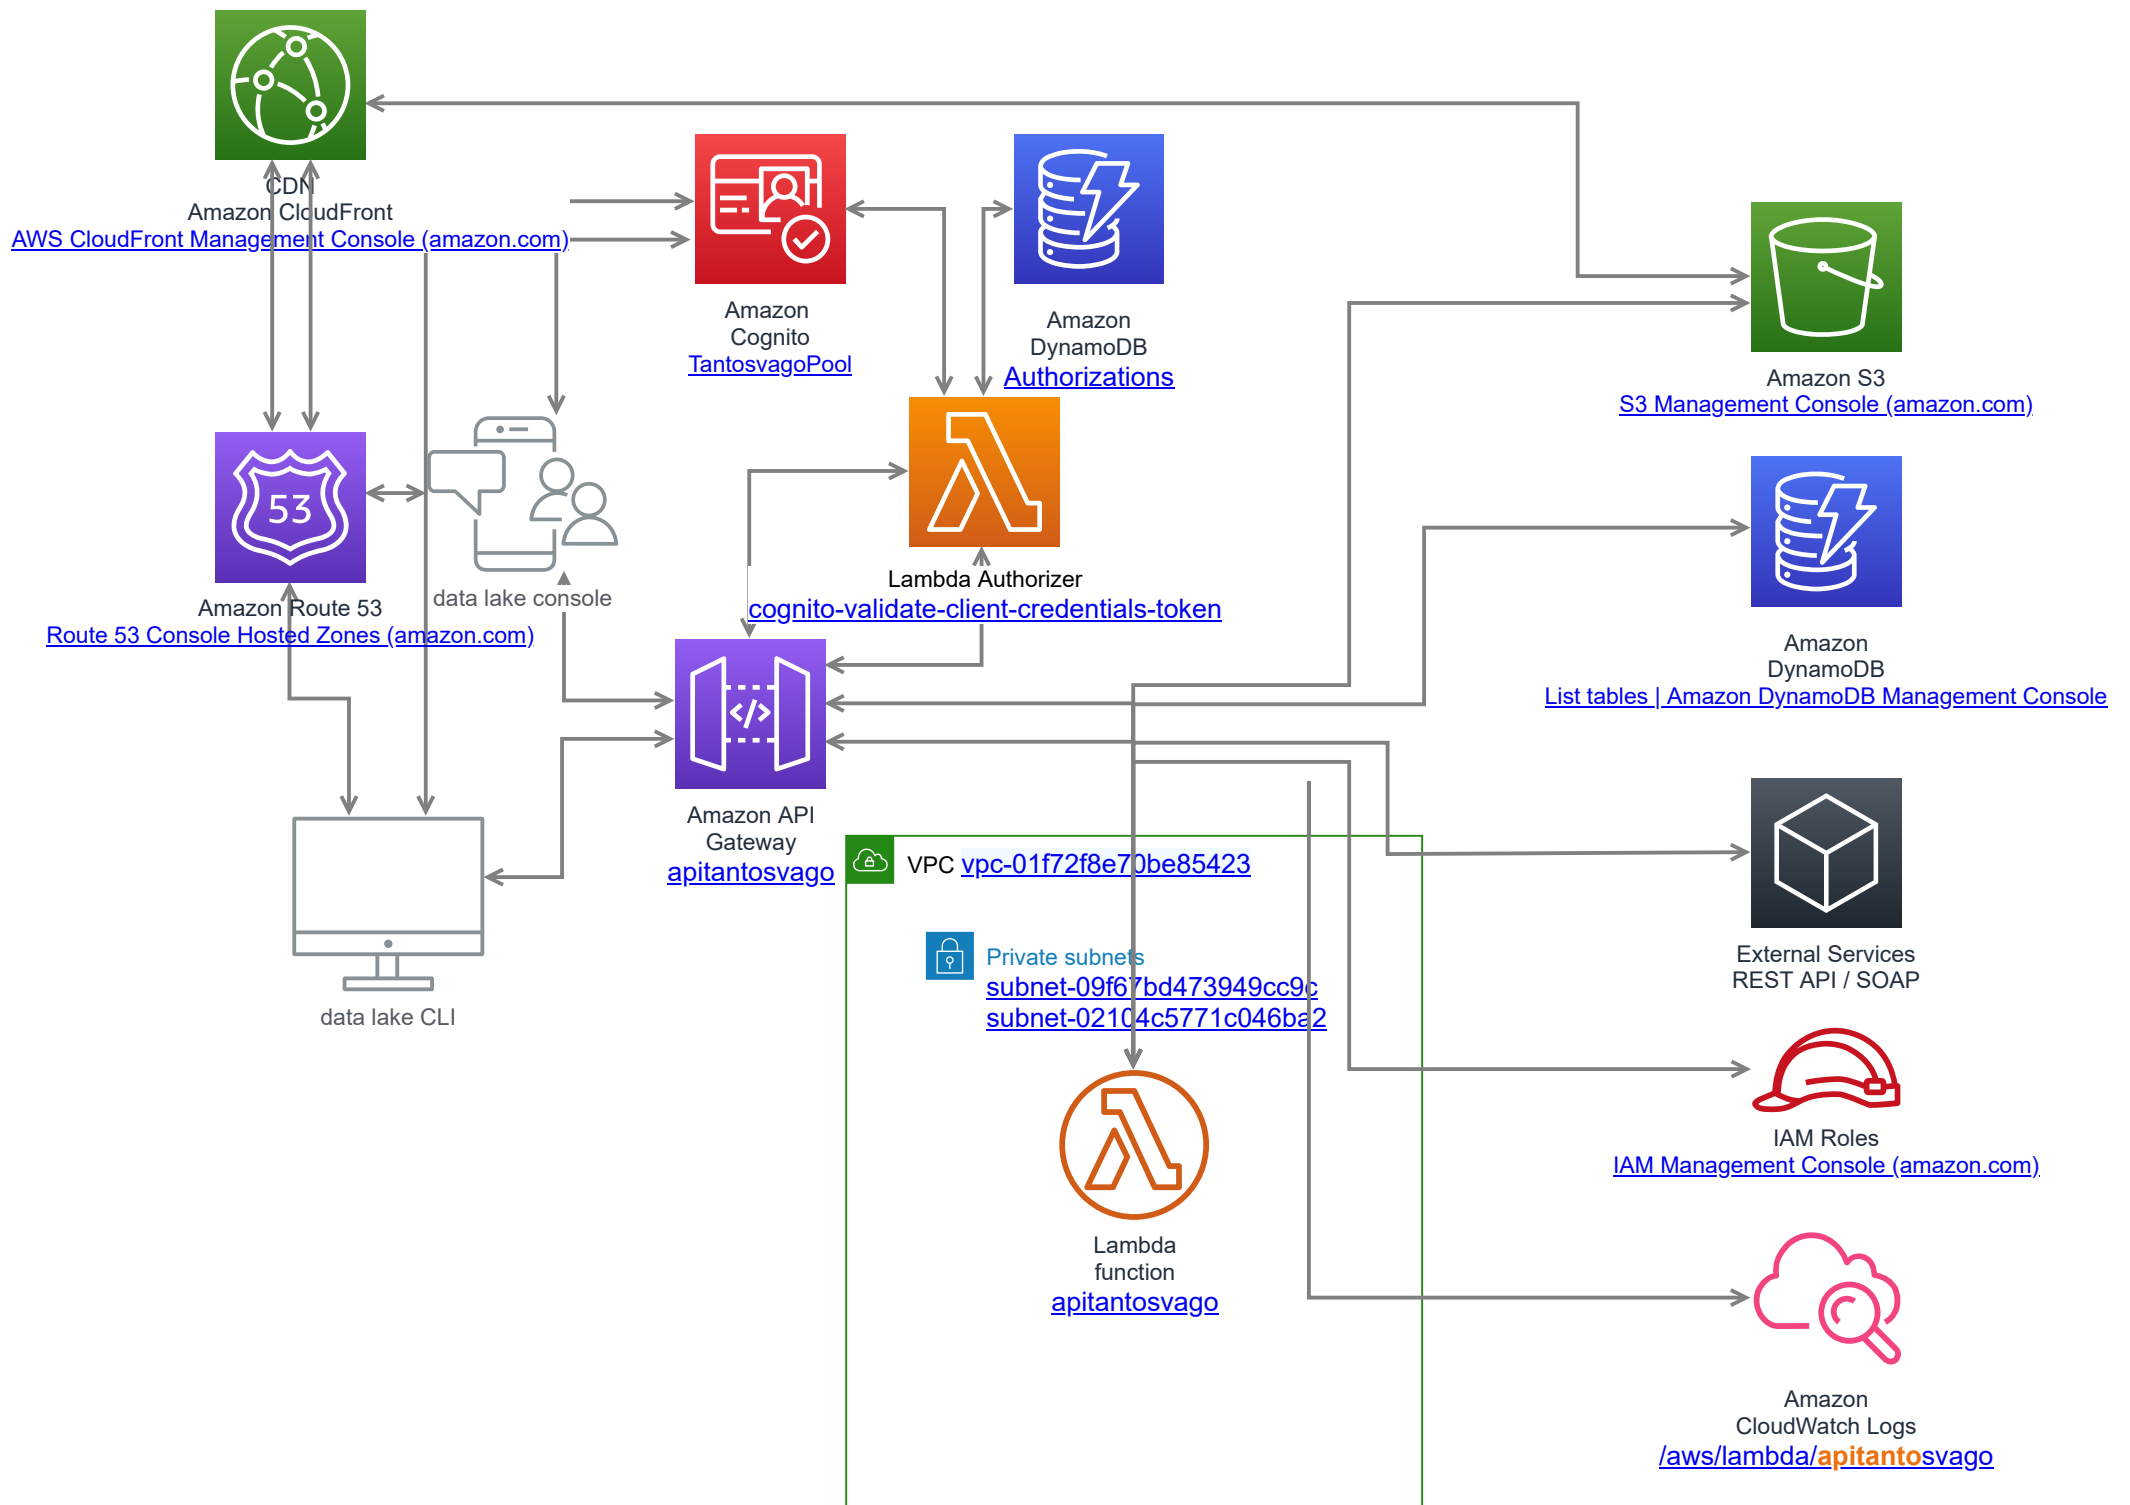 CDN
Amazon CloudFront
AWS CloudFront Management Console (amazon.com)
Amazon
Cognito
TantosvagoPool
Amazon
DynamoDB
Authorizations
Amazon S3
S3 Management Console (amazon.com)
53
Amazon Route 53
Route 53 Console Hosted Zones (amazon.com)
data lake console
Lambda Authorizer
cognito-validate-client-credentials-token
Amazon
DynamoDB
List tables | Amazon DynamoDB Management Console
</>
Amazon API
Gateway
apitantosvago
VPC vpc-01f72f8e70be85423
Private subnets
subnet-09f67bd473949cc9c
subnet-02104c5771c046ba2
data lake CLI
External Services
REST API / SOAP
IAM Roles
IAM Management Console (amazon.com)
Lambda
function
apitantosvago
Amazon
CloudWatch Logs
/aws/lambda/apitantosvago